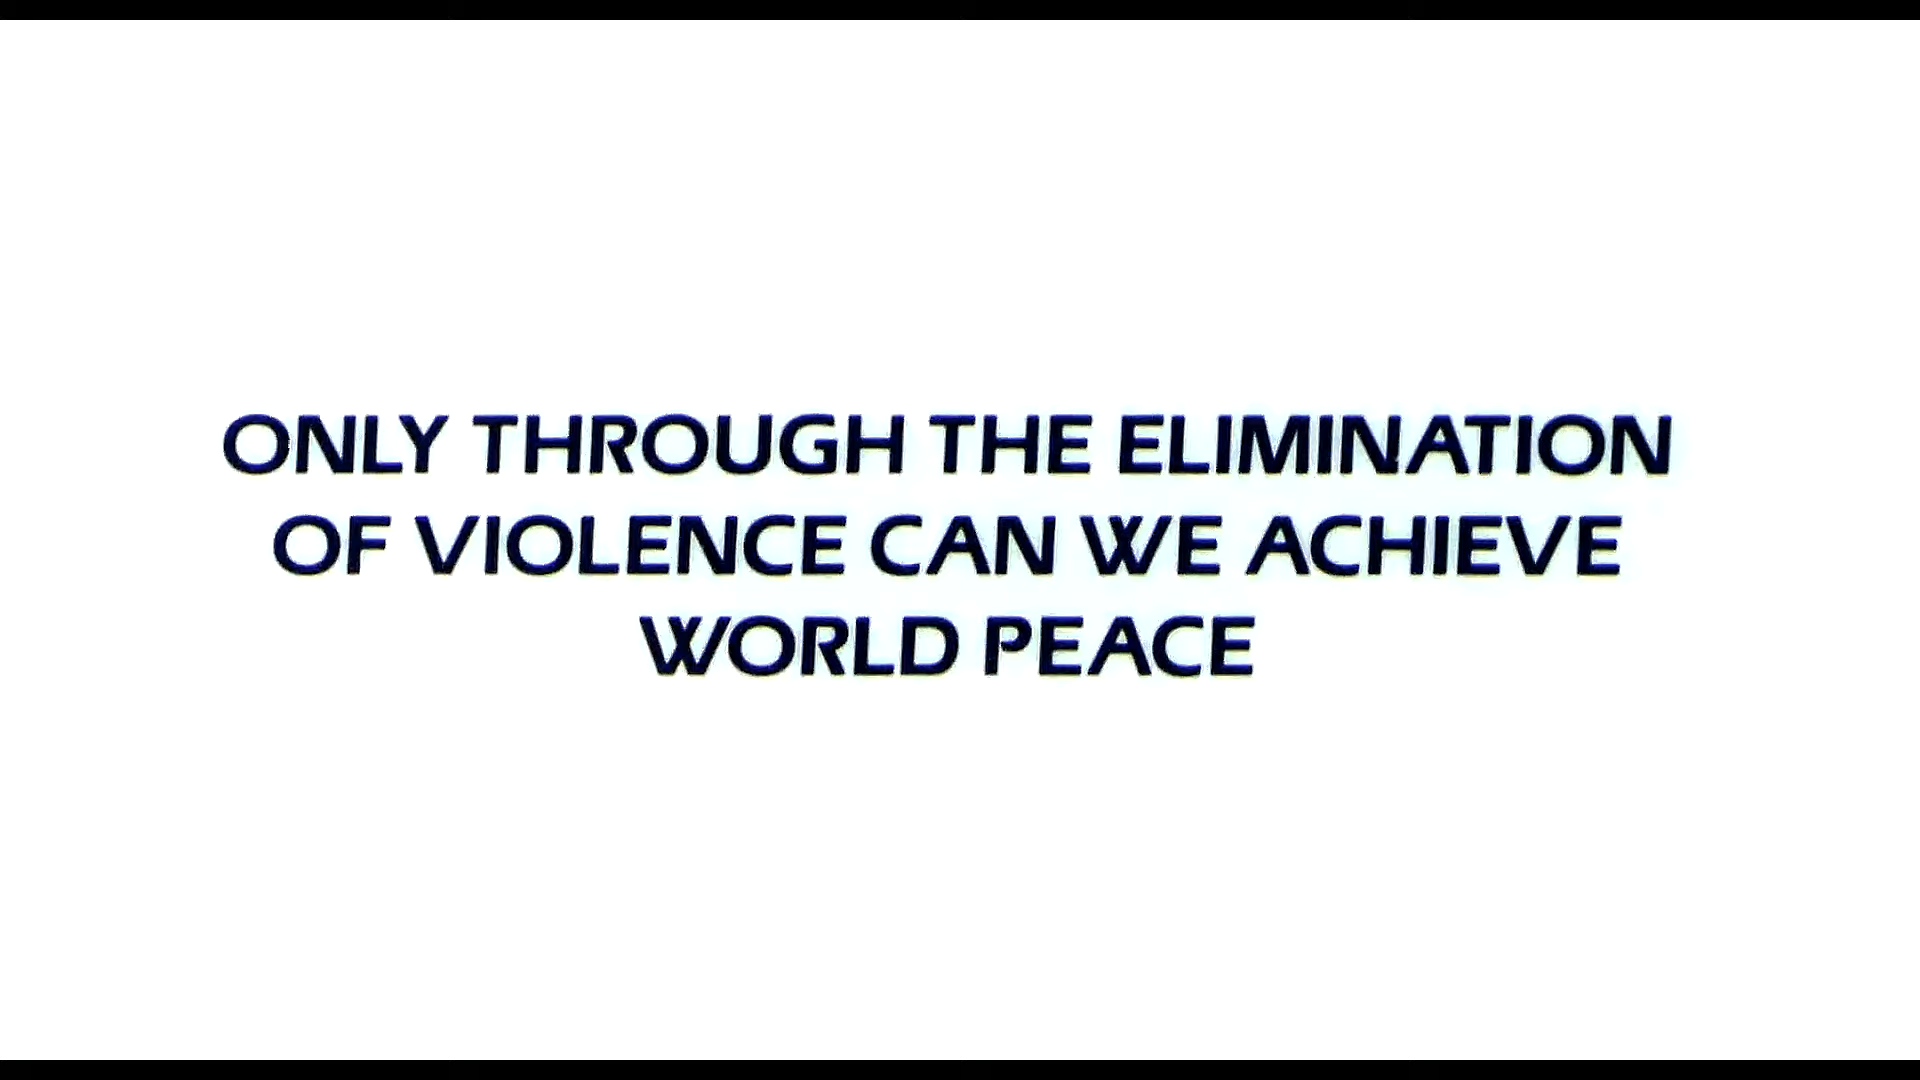 ONLY THROUGH THE ELIMINATION
OF VIOLENCE CAN WE ACHIEVE
WORLD PEACE